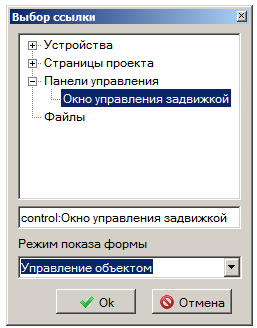 Выбор ссылки
Устройства
Страницы проекта
Панели управления
Окно управления задвижкой
Файлы
control:Окно управления задвижкой
Режим показа формы
Управление объектом
Ok
Отмена